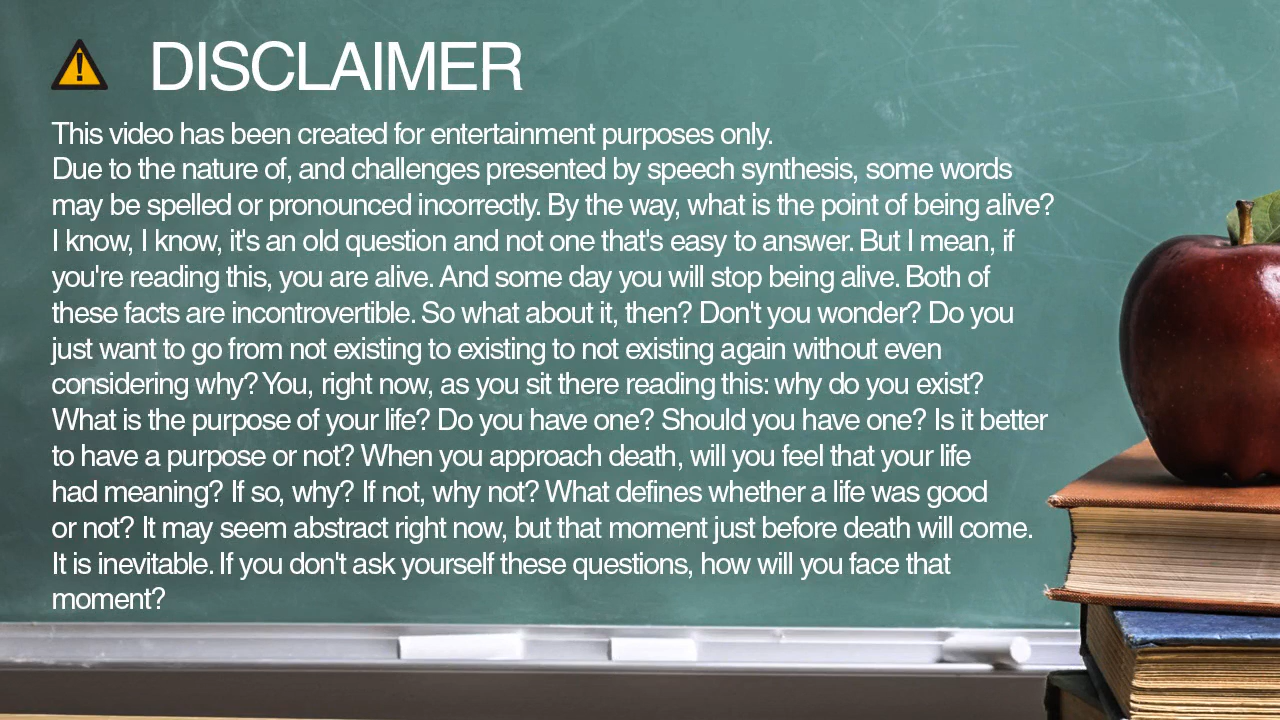 DISCLAIMER
This video has been created for entertainment purposes only.
Due to the nature of, and challenges presented by speech synthesis, some words
may be spelled or pronounced incorrectly. By the way, what is the point of being alive?
I know, I know, it's an old question and not one that's easy to answer. But I mean, if
you're reading this, you are alive. And some day you will stop being alive. Both of
these facts are incontrovertible. So what about it, then? Don't you wonder? Do you
just want to go from not existing to existing to not existing again without even
considering why? You, right now, as you sit there reading this: why do you exist?
What is the purpose of your life? Do you have one? Should you have one? Is it better
to have a purpose or not? When you approach death, will you feel that your life
had meaning? If so, why? If not, why not? What defines whether a life was good
or not? It may seem abstract right now, but that moment just before death will come.
It is inevitable. If you don't ask yourself these questions, how will you face that
moment?